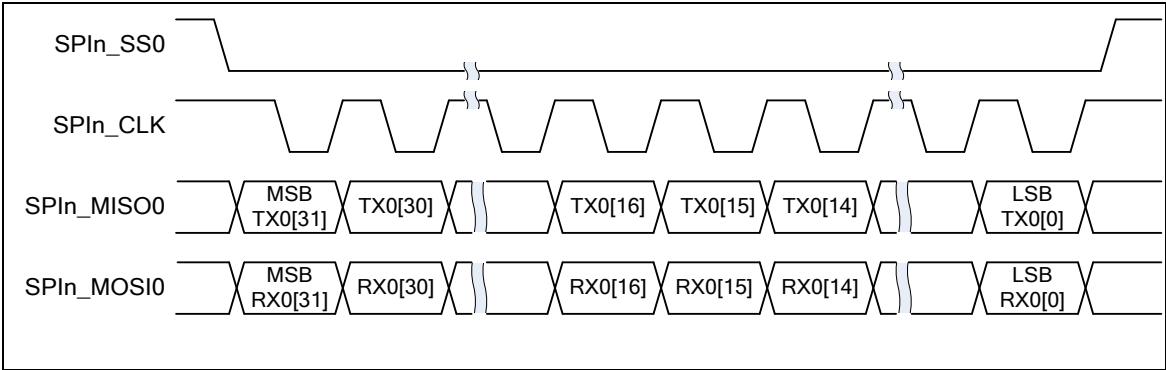 SPIn_SS0
SPIn_CLK
SPIn_MISO0
MSB
TX0[31]
TX0[30]
TX0[16]
TX0[15]
TX0[14]
LSB
TX0[0]
SPIn_MOSI0
MSB
RX0[31]
RX0[30]
RX0[16]
RX0[15]
RX0[14]
LSB
RX0[0]